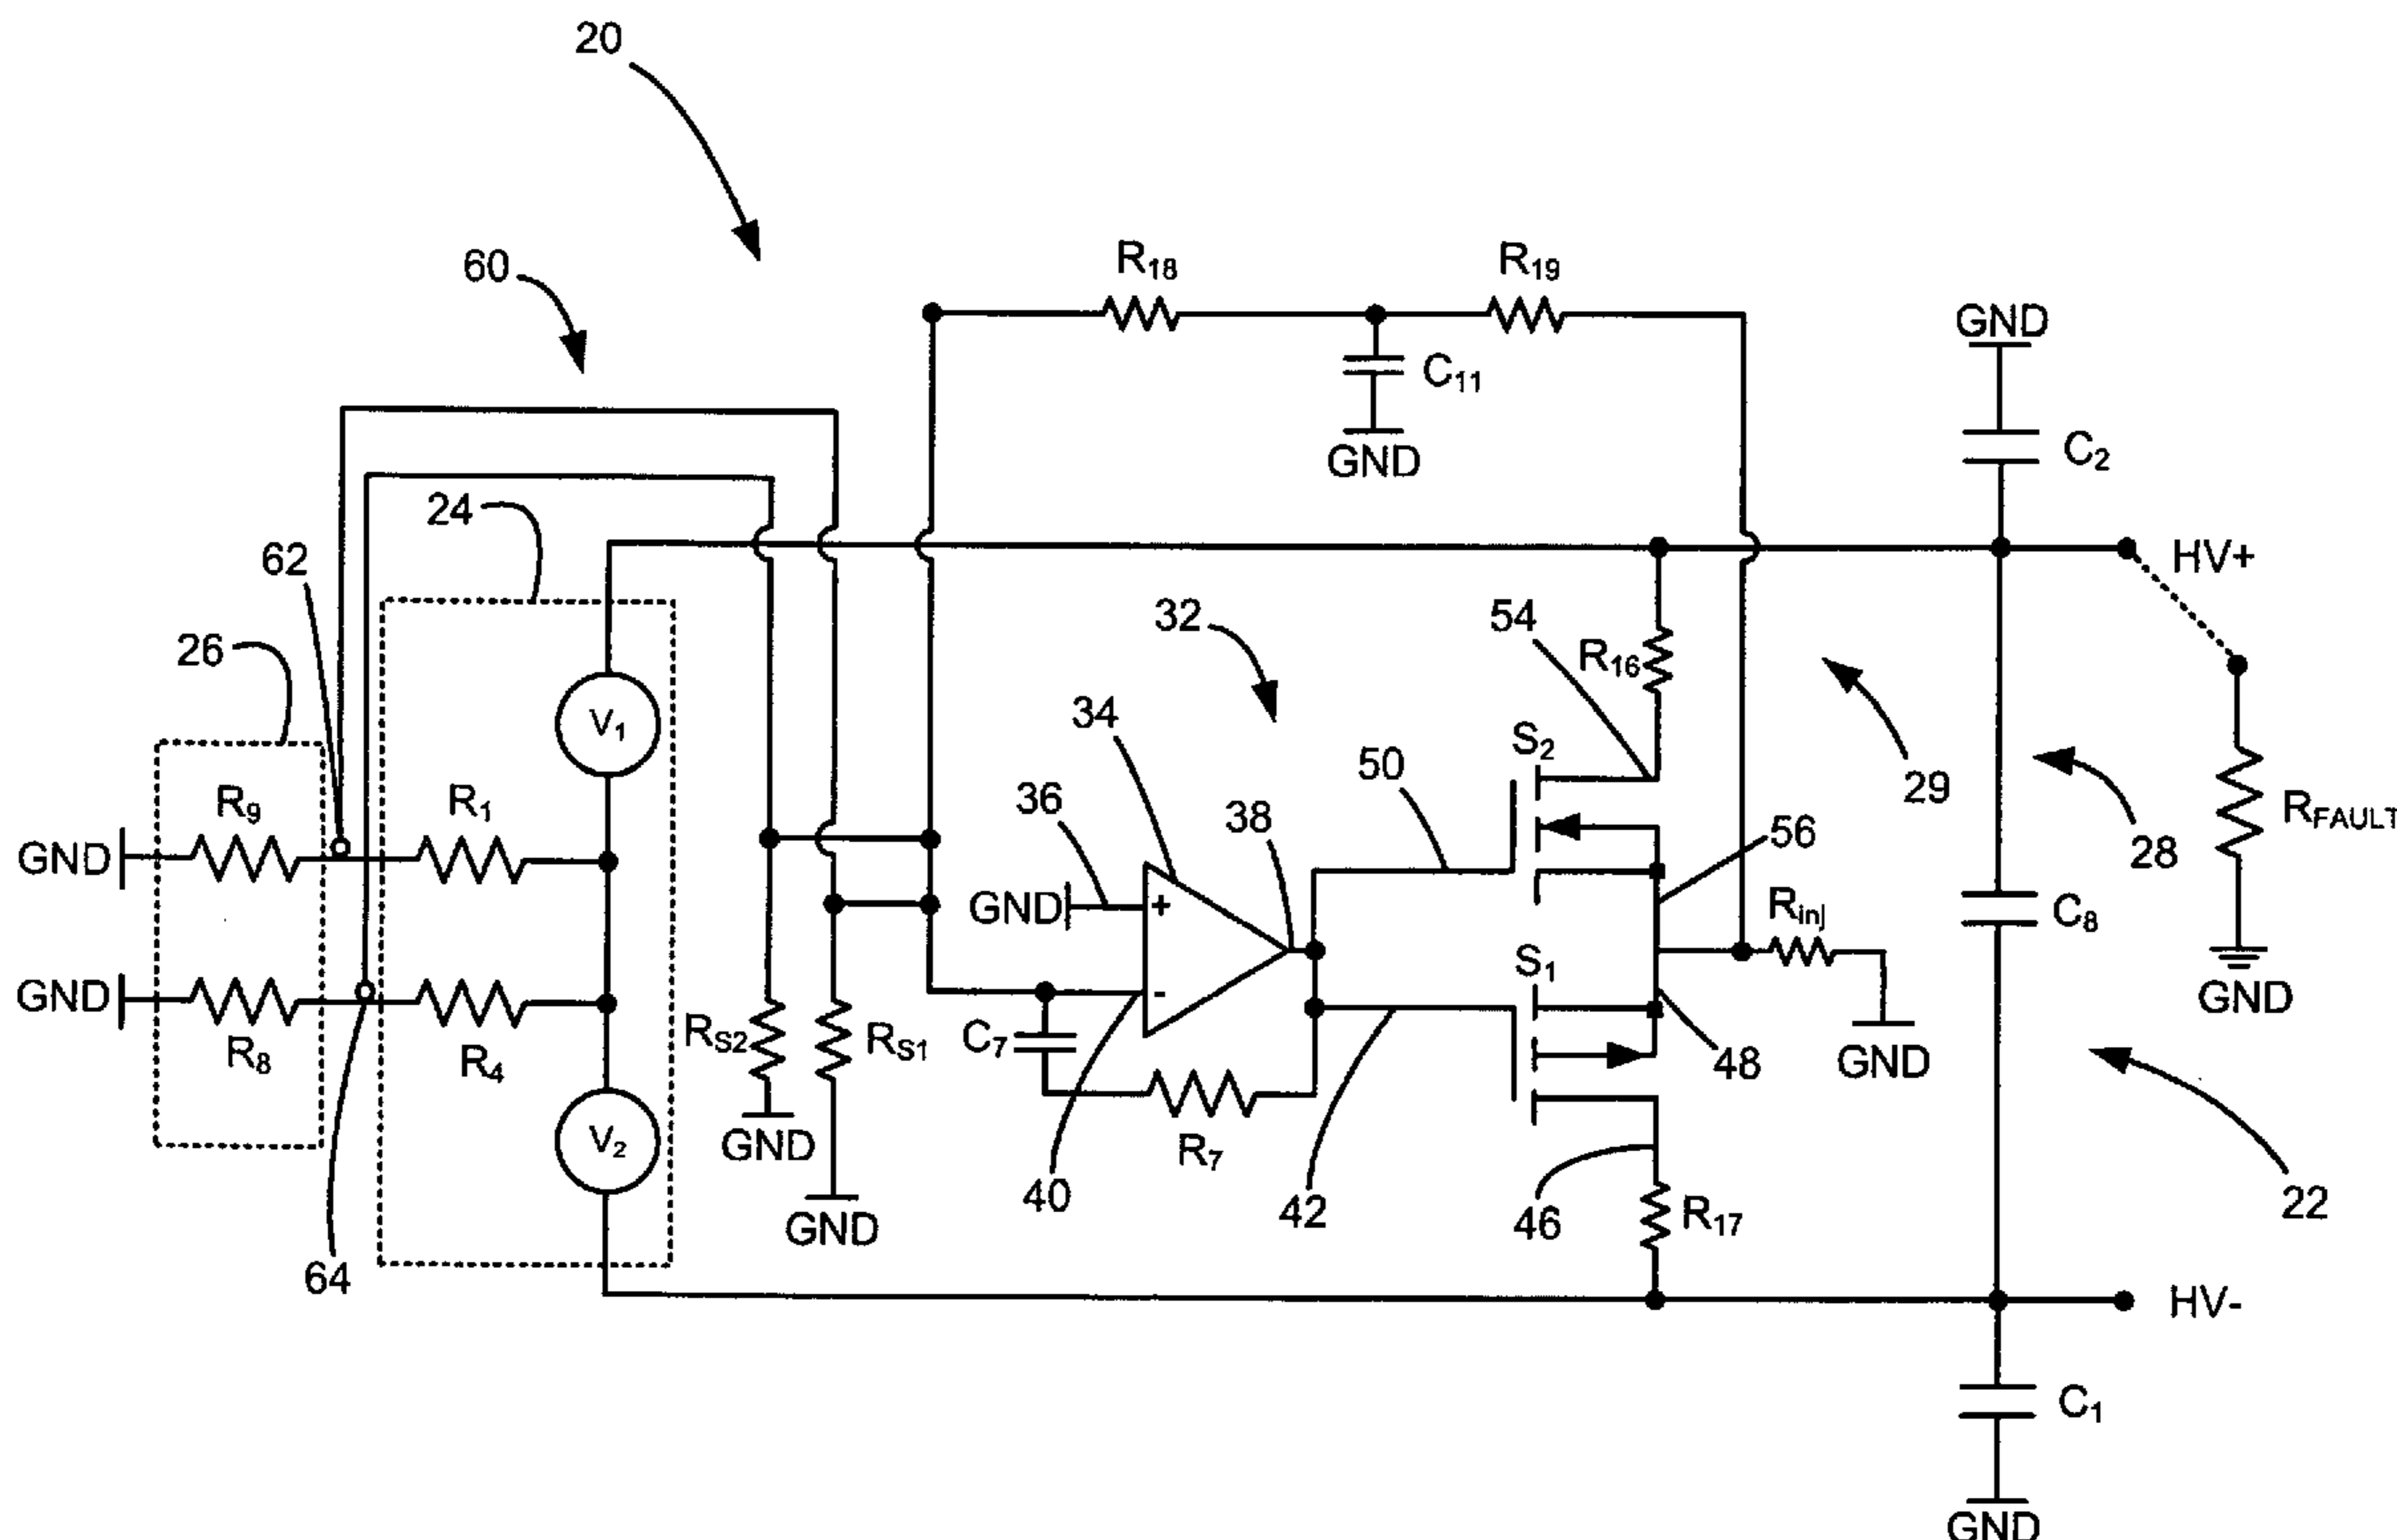 20
60
R18
R19
GND
C11
C2
GND
24
HV+
62
54
32
R16
26
34
S2
V1
50
29
R9
R1
36
38
56
28
RFAULT
GND
GND
Rinj
C8
S1
GND
RS2
RS1
C7
GND
R8
R4
48
GND
V2
GND
R7
40
42
46
R17
22
GND
64
HV-
C1
GND